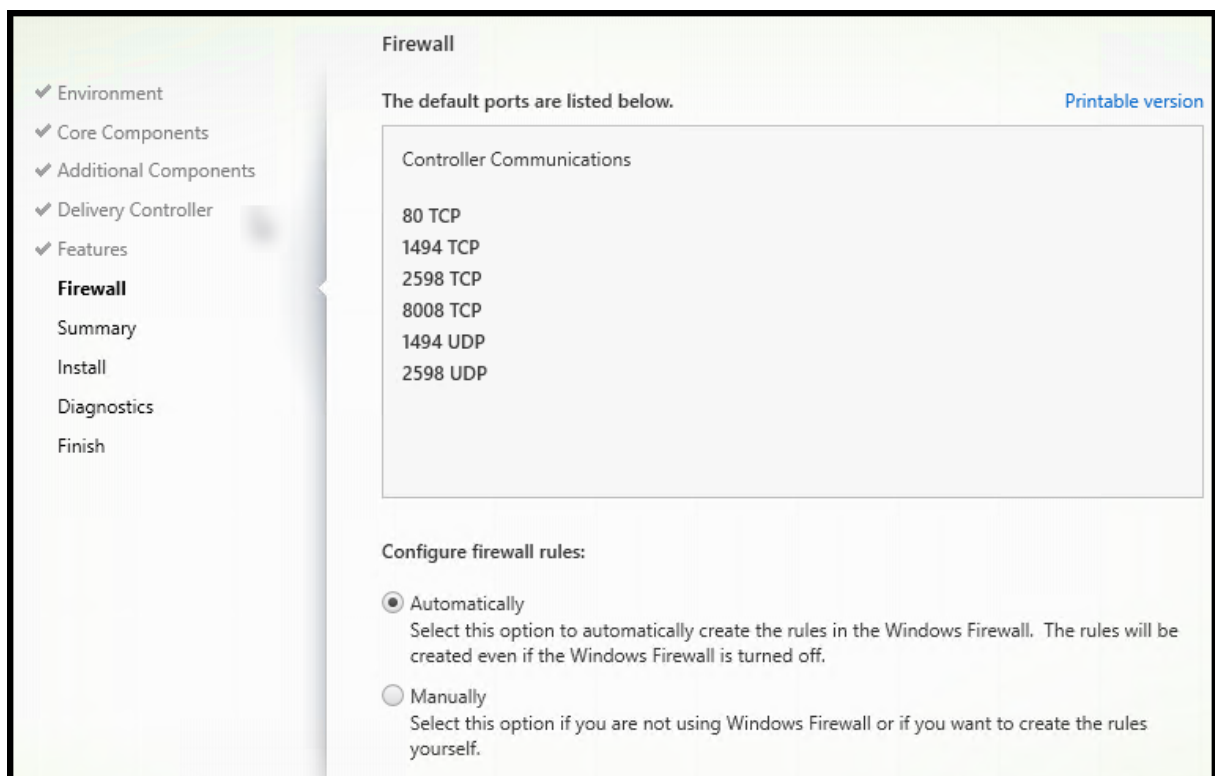 Firewall
✔ Environment
✔ Core Components
✔ Additional Components
✔ Delivery Controller
✔ Features
Firewall
Summary
Install
Diagnostics
Finish
The default ports are listed below.
Printable version
Controller Communications
80 TCP
1494 TCP
2598 TCP
8008 TCP
1494 UDP
2598 UDP
Configure firewall rules:
Automatically
Select this option to automatically create the rules in the Windows Firewall. The rules will be
created even if the Windows Firewall is turned off.
Manually
Select this option if you are not using Windows Firewall or if you want to create the rules
yourself.